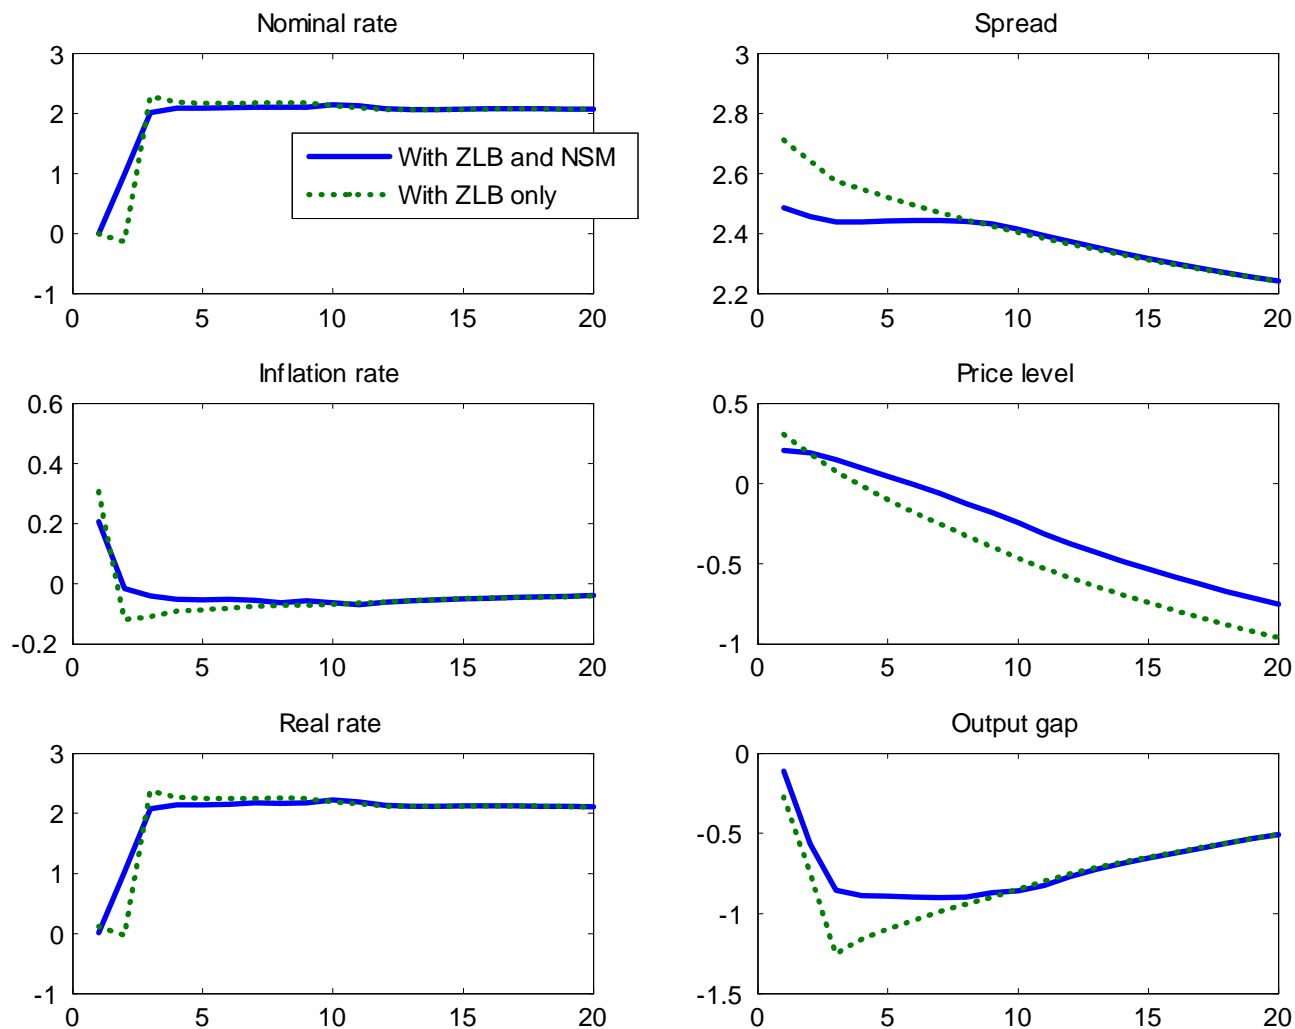 Nominal rate
3
2
1
0
-1
0 5 10 15 20
With ZLB and NSM
With ZLB only
Spread
3
2.8
2.6
2.4
2.2
0 5 10 15 20
Inflation rate
0.6
0.4
0.2
0
-0.2
0 5 10 15 20
Price level
0.5
0
-0.5
-1
0 5 10 15 20
Real rate
3
2
1
0
-1
0 5 10 15 20
Output gap
0
-0.5
-1
-1.5
0 5 10 15 20